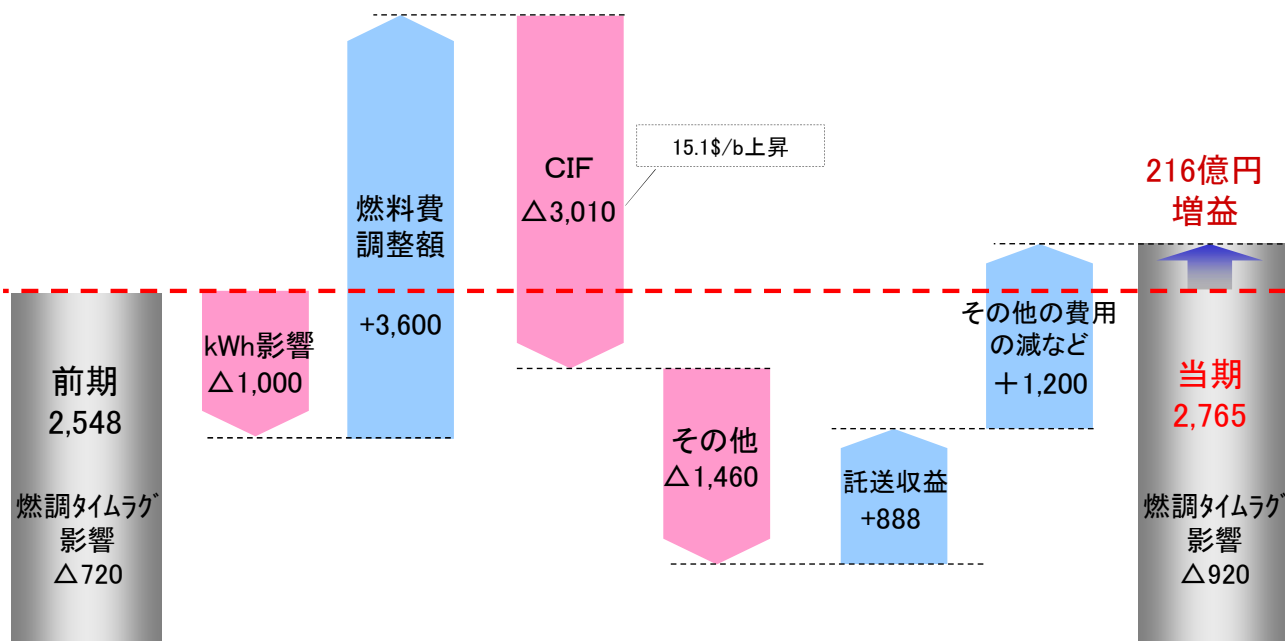 前期
2,548
燃調ﾀｲﾑﾗｸﾞ
影響
△720
kWh影響
△1,000
燃料費
調整額
+3,600
CIF
△3,010
15.1$/b上昇
その他
△1,460
託送収益
+888
その他の費用
の減など
＋1,200
216億円
増益
当期
2,765
燃調ﾀｲﾑﾗｸﾞ
影響
△920